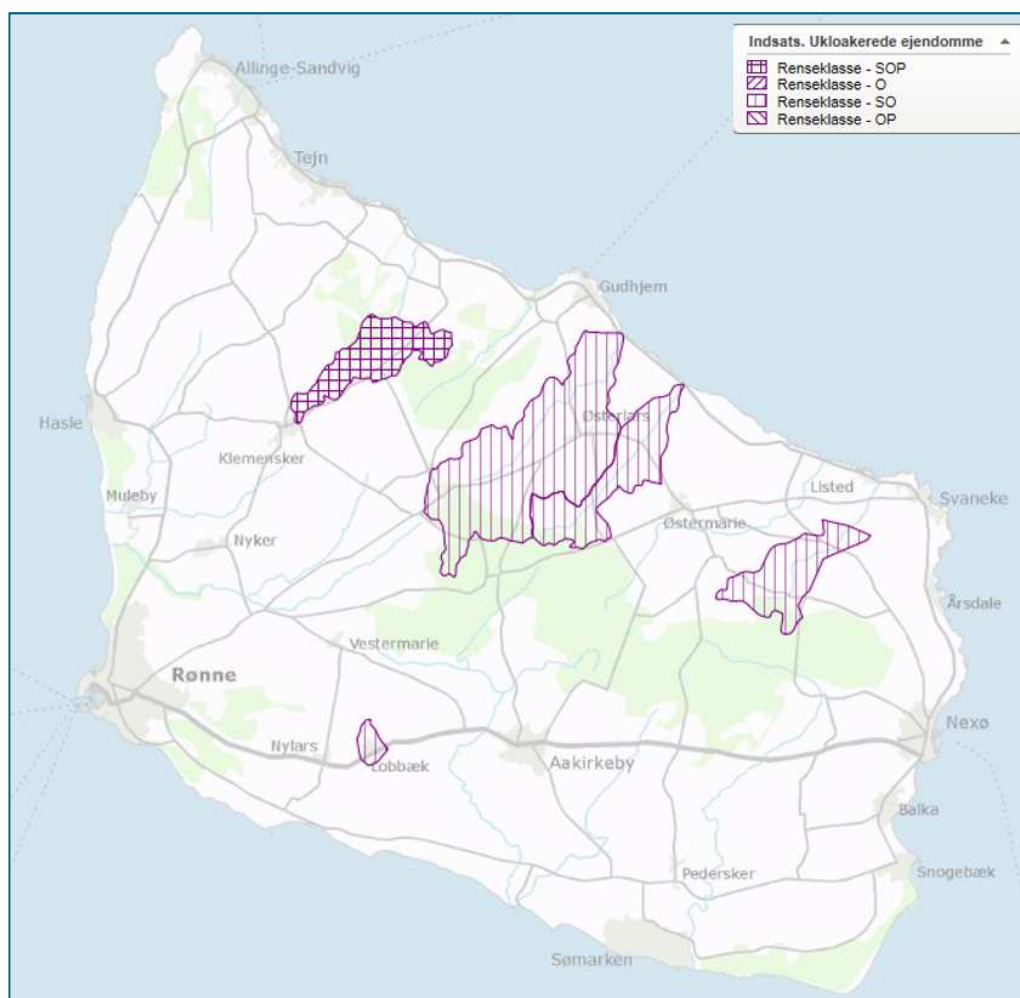 Indsats. Ukloakerede ejendomme
Renseklasse - SOP
Renseklasse - O
Renseklasse - SO
Renseklasse - OP
Allinge-Sandvig
Tejn
Gudhjem
Hasle
Østerlars
Klemensker
Muleby
Listed
Svaneke
Østermarie
Nyker
Årsdale
Vestermarie
Rønne
Nexø
Nylars
Lobbæk
Aakirkeby
Balka
Pedersker
Snogebæk
Sømarken